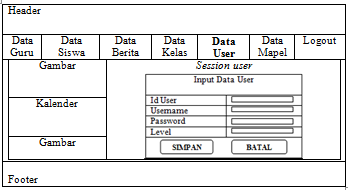 Header
Data Guru
Data Siswa
Data Berita
Data Kelas
Data User
Data Mapel
Logout
Gambar
Session user
Input Data User
Kalender
Id User
Username
Password
Level
Gambar
SIMPAN
BATAL
Footer